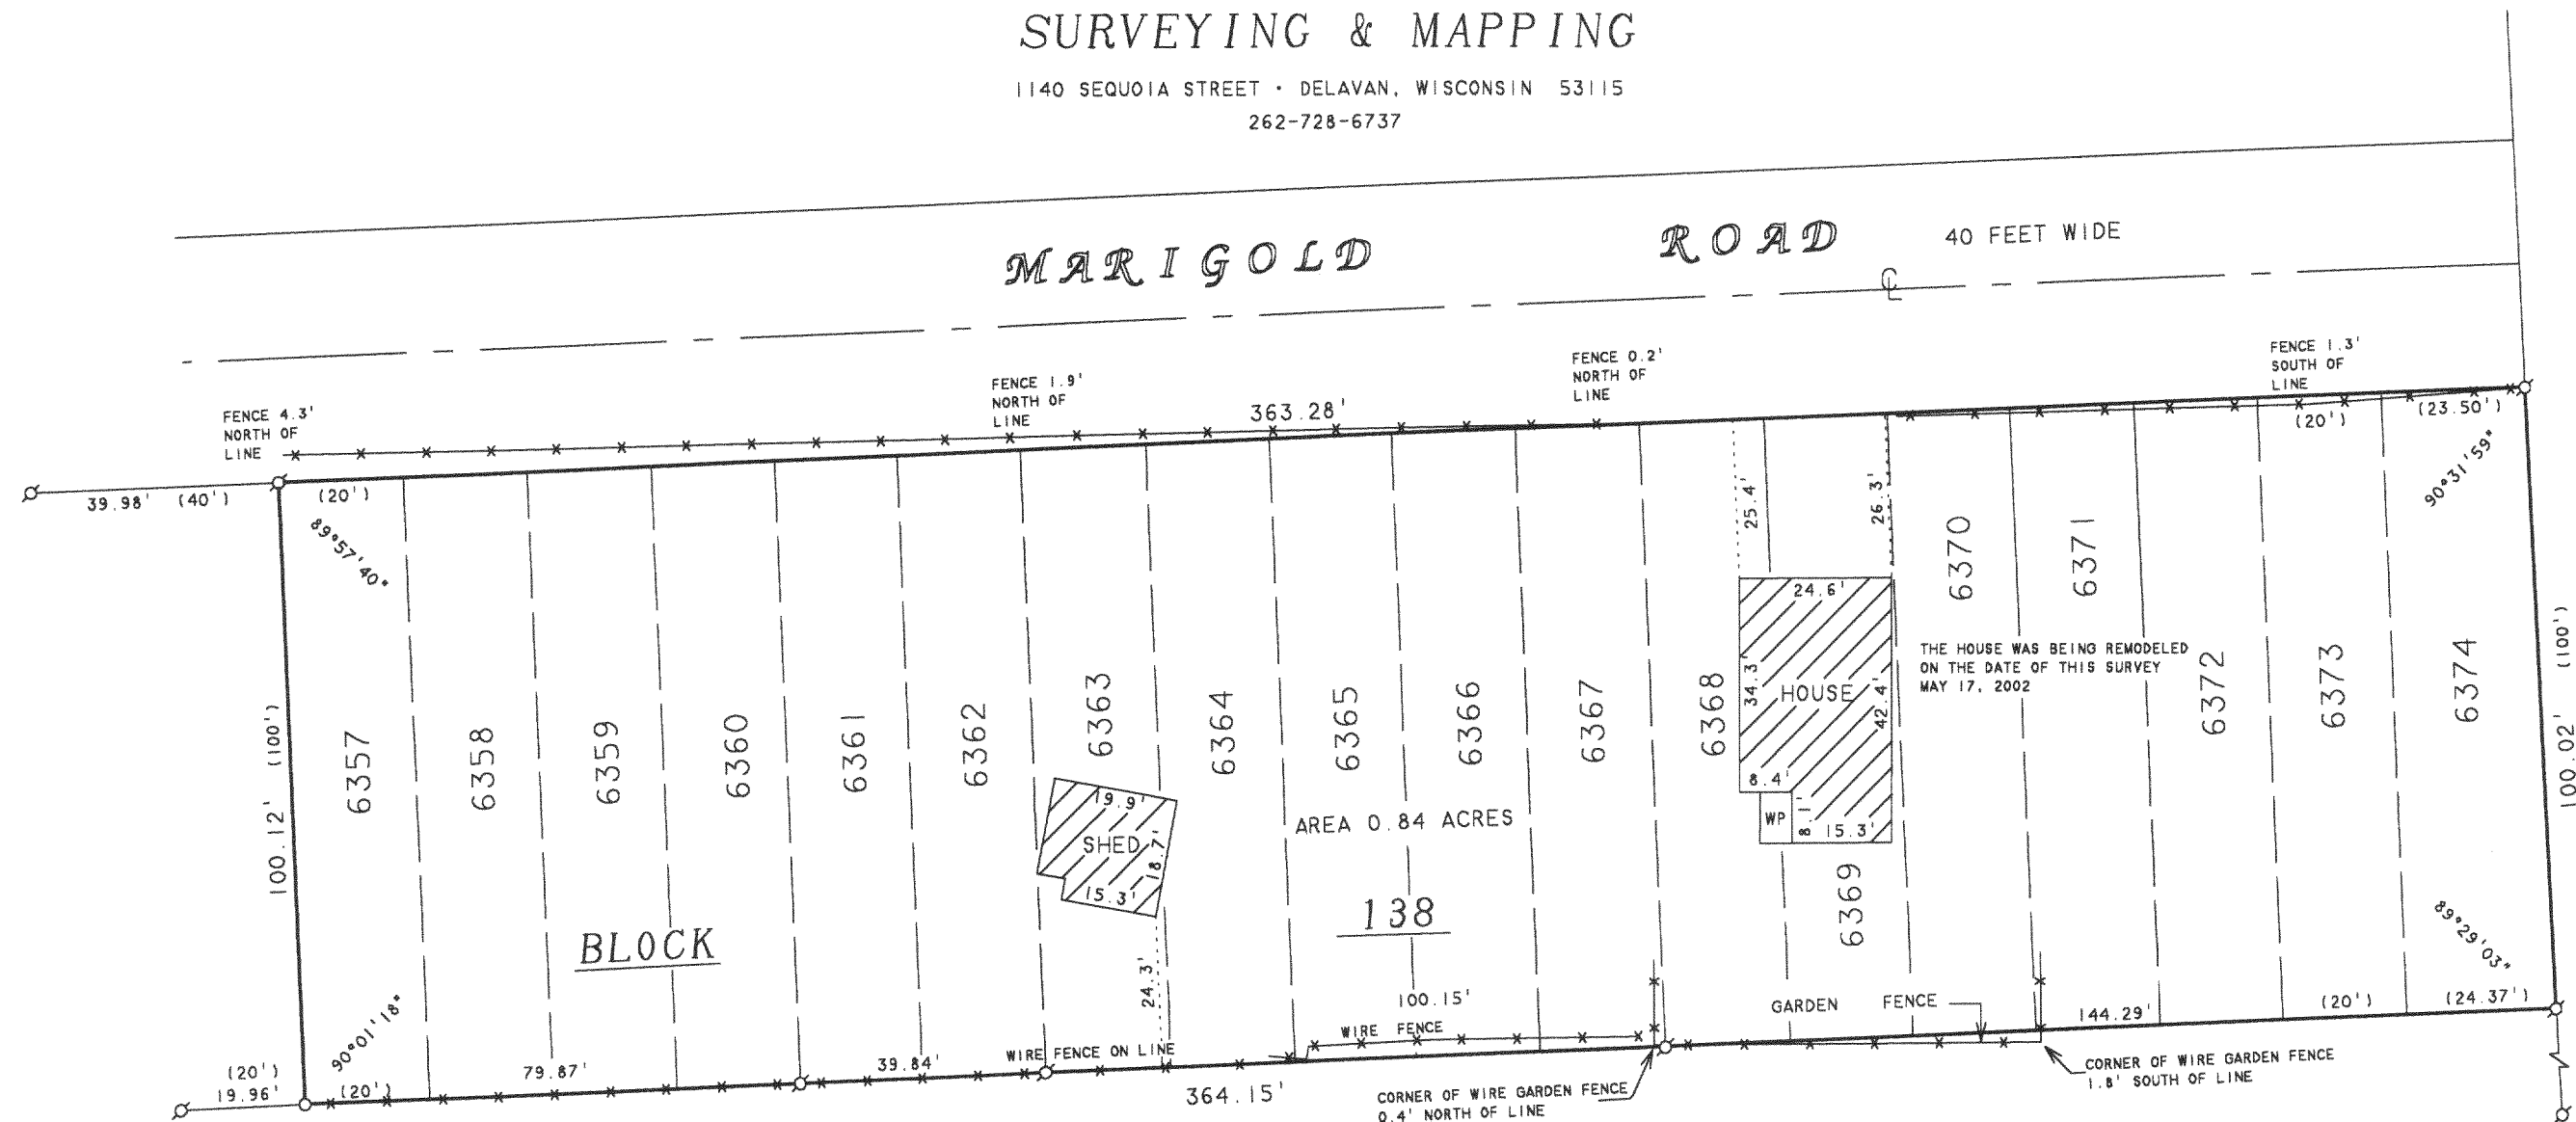 SURVEYING & MAPPING
1140 SEQUOIA STREET • DELAVAN, WISCONSIN 53115
262-728-6737
MARIGOLD ROAD 40 FEET WIDE
℄
FENCE 4.3'
NORTH OF
LINE
FENCE 1.9'
NORTH OF
LINE
363.28'
FENCE 0.2'
NORTH OF
LINE
FENCE 1.3'
SOUTH OF
LINE
39.98' (40')
(20')
(20')
(23.50')
89°57'40"
90°31'59"
25.4'
26.3'
100.12' (100')
6357
6358
6359
6360
6361
6362
6363
6364
6365
6366
6367
6368
6369
6370
6371
6372
6373
6374
100.02' (100')
24.6'
34.3'
HOUSE
42.4'
8.4'
WP
8.1'
15.3'
THE HOUSE WAS BEING REMODELED
ON THE DATE OF THIS SURVEY
MAY 17, 2002
19.9'
SHED
18.7'
15.3'
24.3'
AREA 0.84 ACRES
BLOCK
138
90°01'18"
89°29'03"
100.15'
WIRE FENCE
GARDEN FENCE
144.29'
(20')
(24.37')
(20')
19.96'
(20')
79.87'
39.84'
WIRE FENCE ON LINE
364.15'
CORNER OF WIRE GARDEN FENCE
0.4' NORTH OF LINE
CORNER OF WIRE GARDEN FENCE
1.8' SOUTH OF LINE